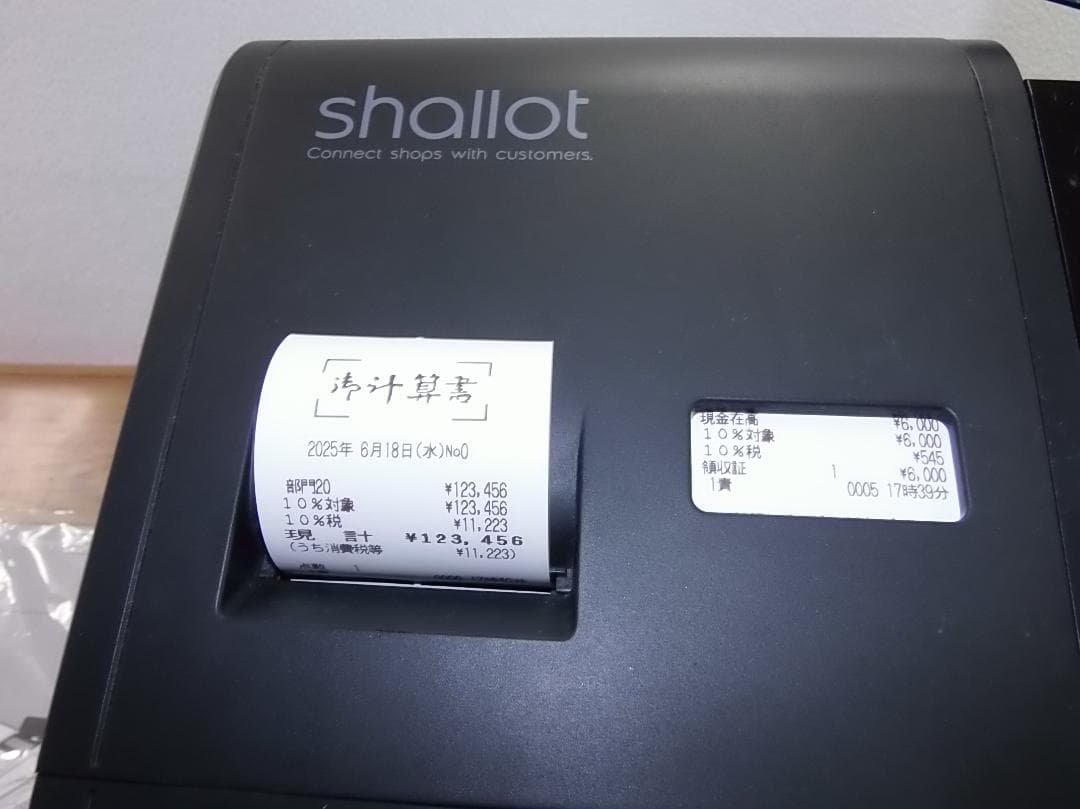 shallot
Connect shops with customers.
御計算書
2025年 6月18日(水)No0
部門20 ¥123,456
10%対象 ¥123,456
10%税 ¥11,223
現 計 ¥123,456
(うち消費税等 ¥11,223)
点数 1
現金在高 ¥6,000
10%対象 ¥6,000
10%税 ¥545
領収証 1 ¥6,000
1責 0005 17時39分